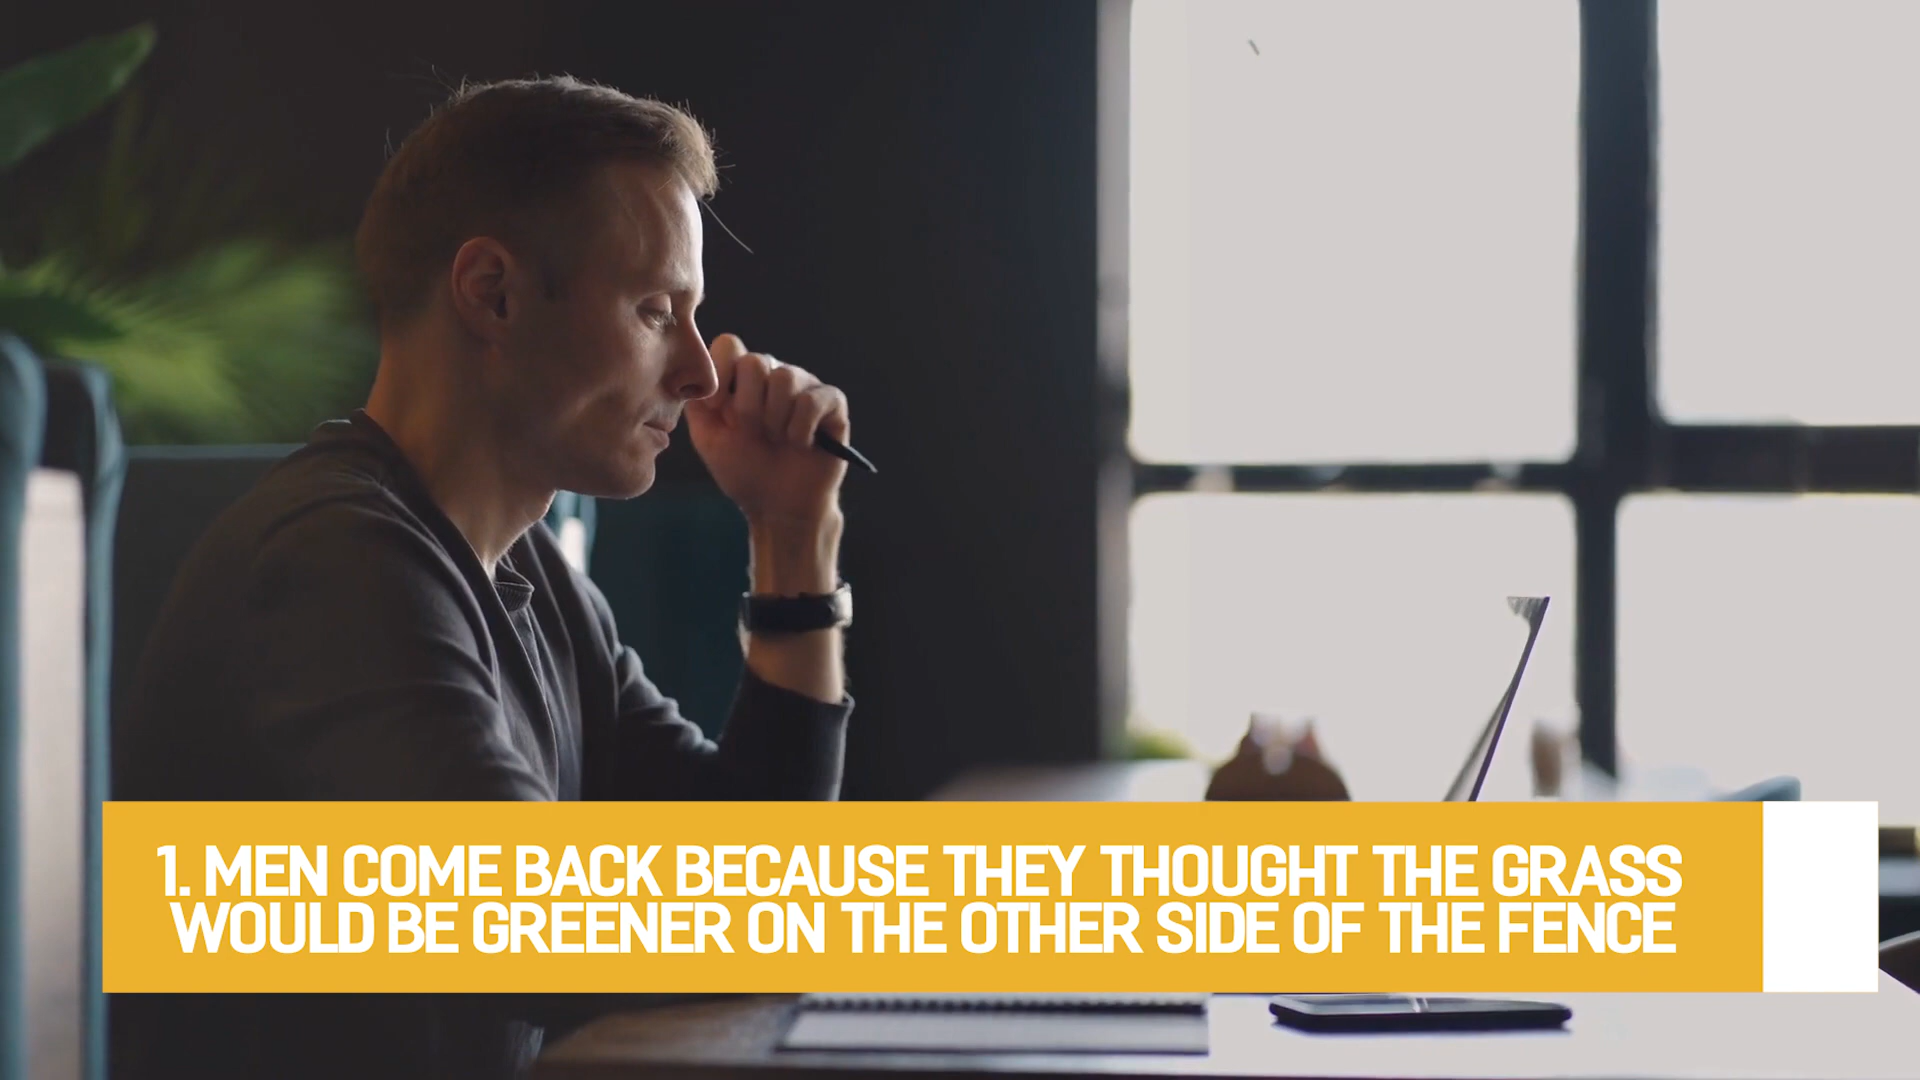 1. MEN COME BACK BECAUSE THEY THOUGHT THE GRASS
WOULD BE GREENER ON THE OTHER SIDE OF THE FENCE